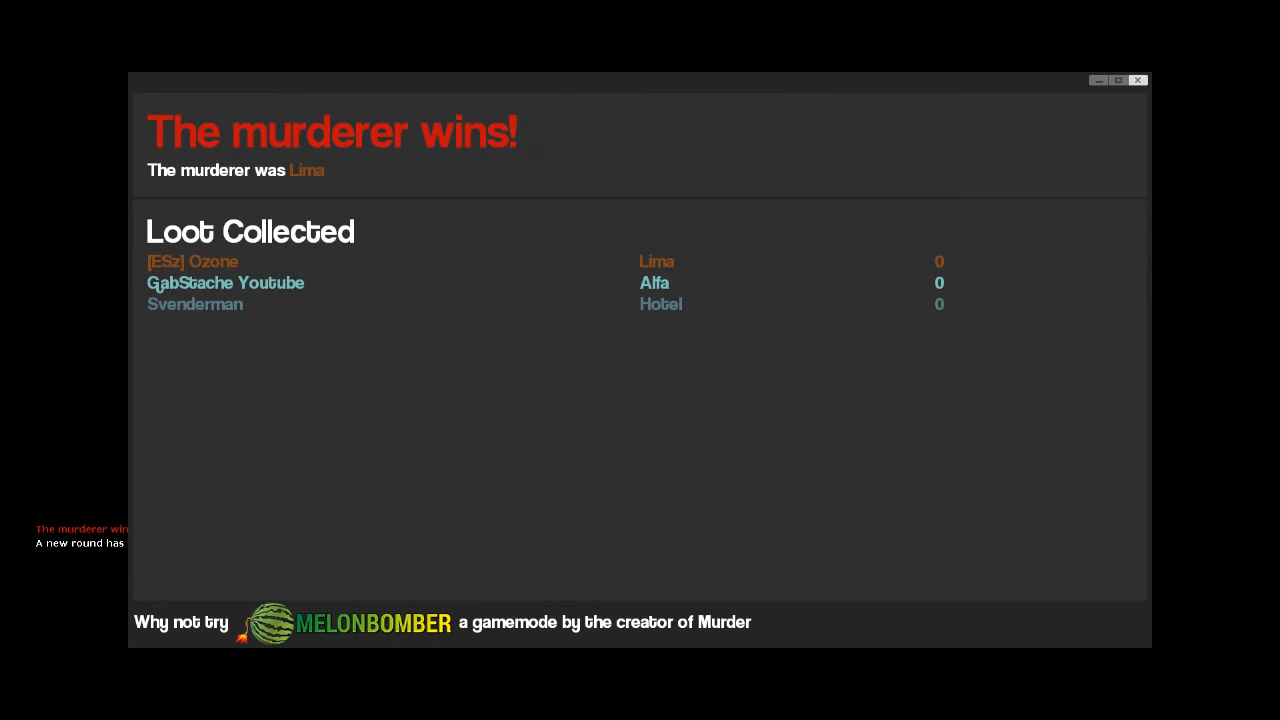 The murderer wins!
The murderer was Lima
Loot Collected
[ESz] Ozone Lima 0
GabStache Youtube Alfa 0
Svenderman Hotel 0
The murderer win
A new round has
Why not try MELONBOMBER a gamemode by the creator of Murder